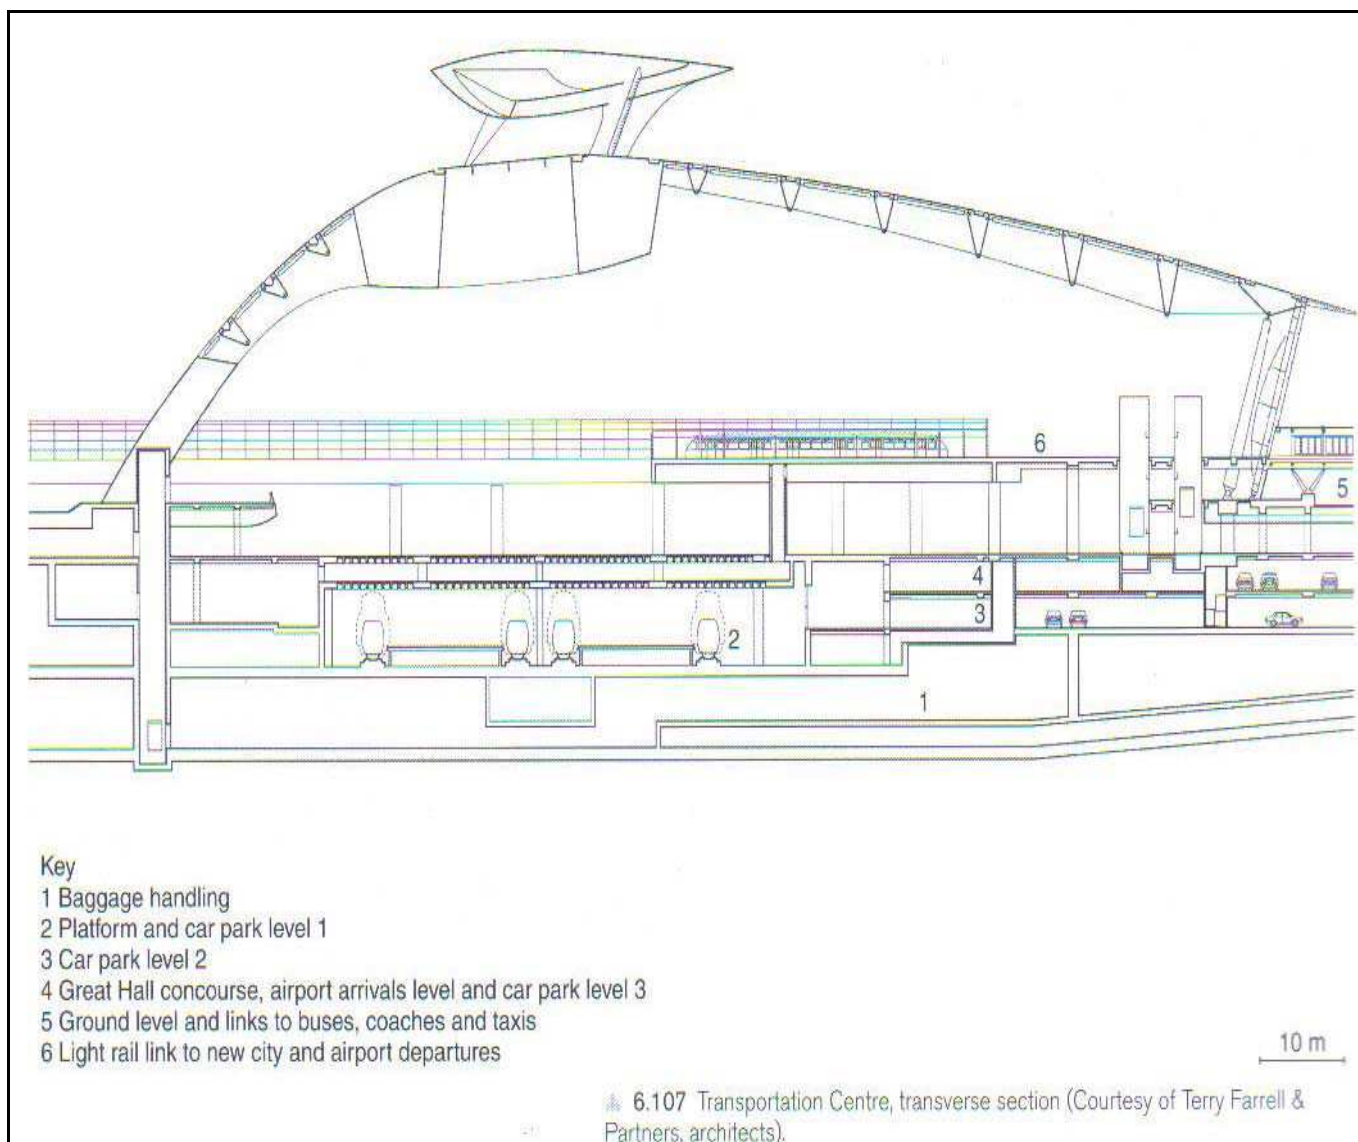 6
5
4
3
2
1
Key
1 Baggage handling
2 Platform and car park level 1
3 Car park level 2
4 Great Hall concourse, airport arrivals level and car park level 3
5 Ground level and links to buses, coaches and taxis
6 Light rail link to new city and airport departures
10 m
6.107 Transportation Centre, transverse section (Courtesy of Terry Farrell &
Partners, architects).